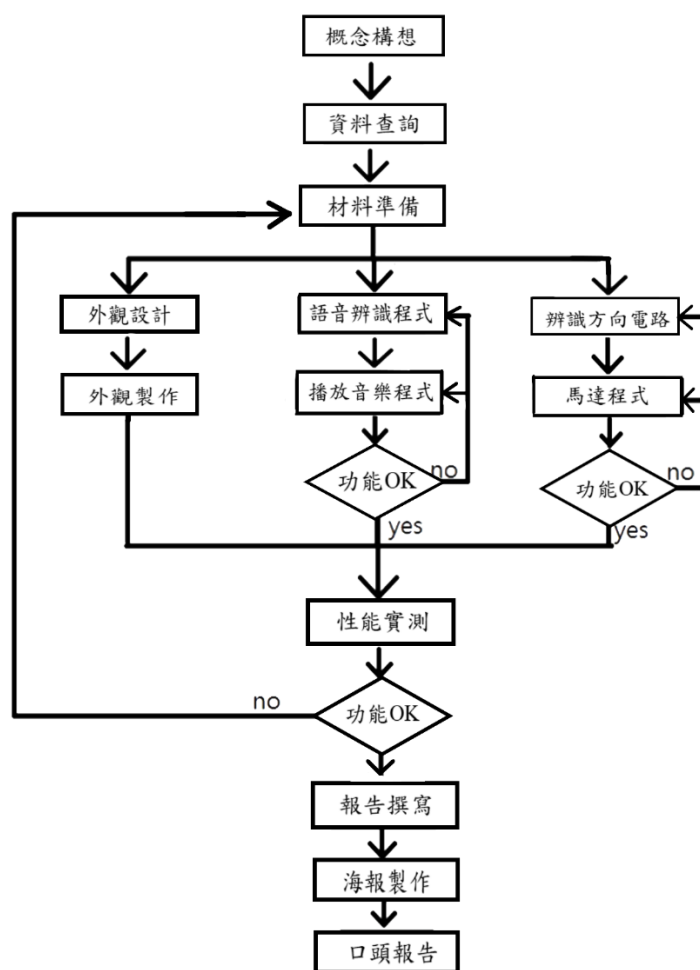 概念構想
資料查詢
材料準備
外觀設計
語音辨識程式
辨識方向電路
外觀製作
播放音樂程式
馬達程式
功能OK
no
功能OK
no
yes
yes
性能實測
功能OK
no
報告撰寫
海報製作
口頭報告